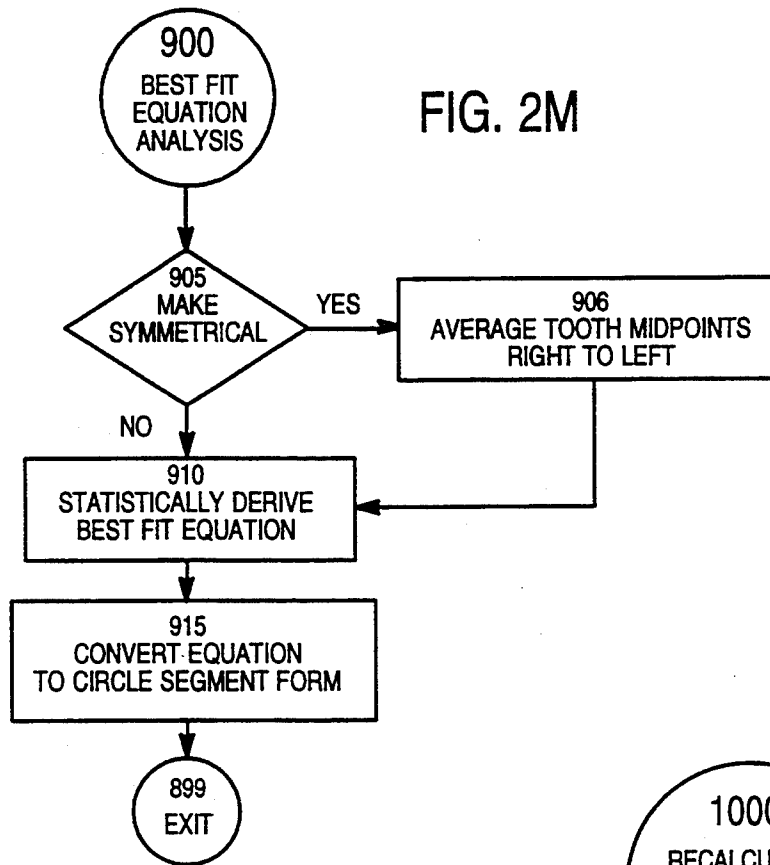 900
BEST FIT
EQUATION
ANALYSIS
FIG. 2M
905
MAKE
SYMMETRICAL
YES
906
AVERAGE TOOTH MIDPOINTS
RIGHT TO LEFT
NO
910
STATISTICALLY DERIVE
BEST FIT EQUATION
915
CONVERT EQUATION
TO CIRCLE SEGMENT FORM
899
EXIT